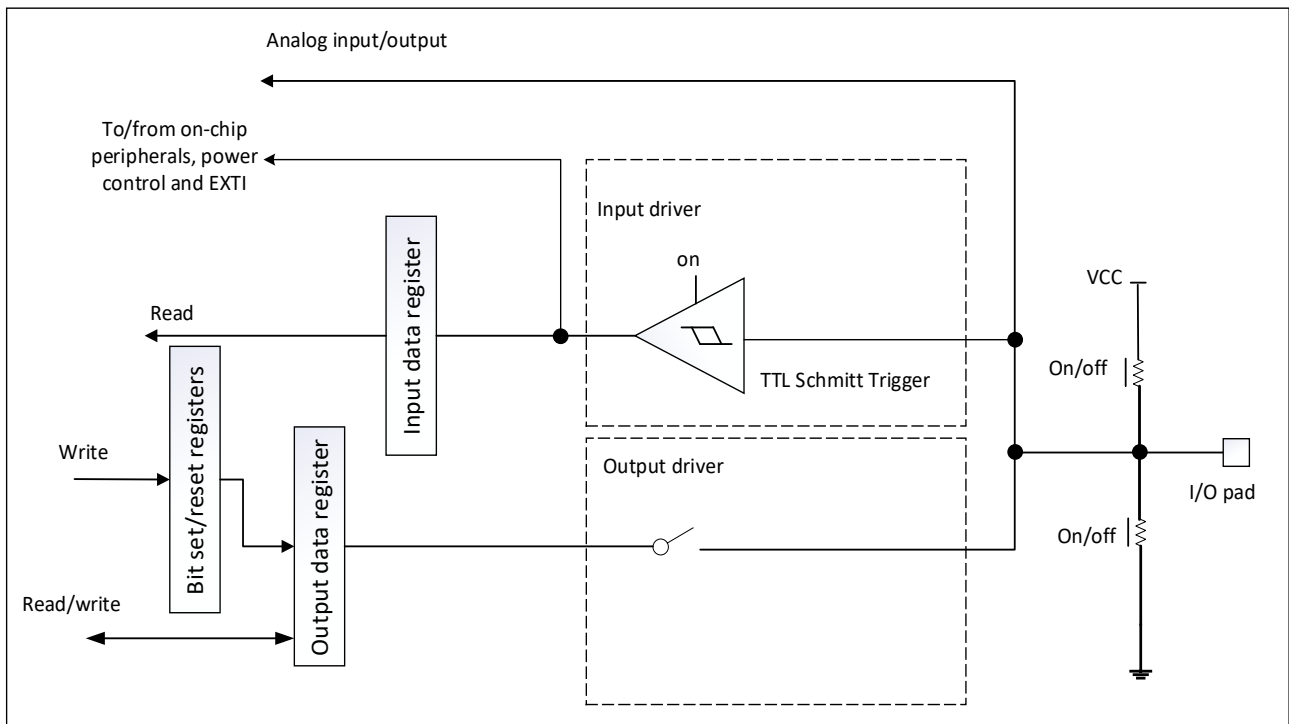 Analog input/output
To/from on-chip
peripherals, power
control and EXTI
Input driver
on
VCC
Input data register
Read
On/off
TTL Schmitt Trigger
Bit set/reset registers
Output data register
Write
Output driver
I/O pad
On/off
Read/write